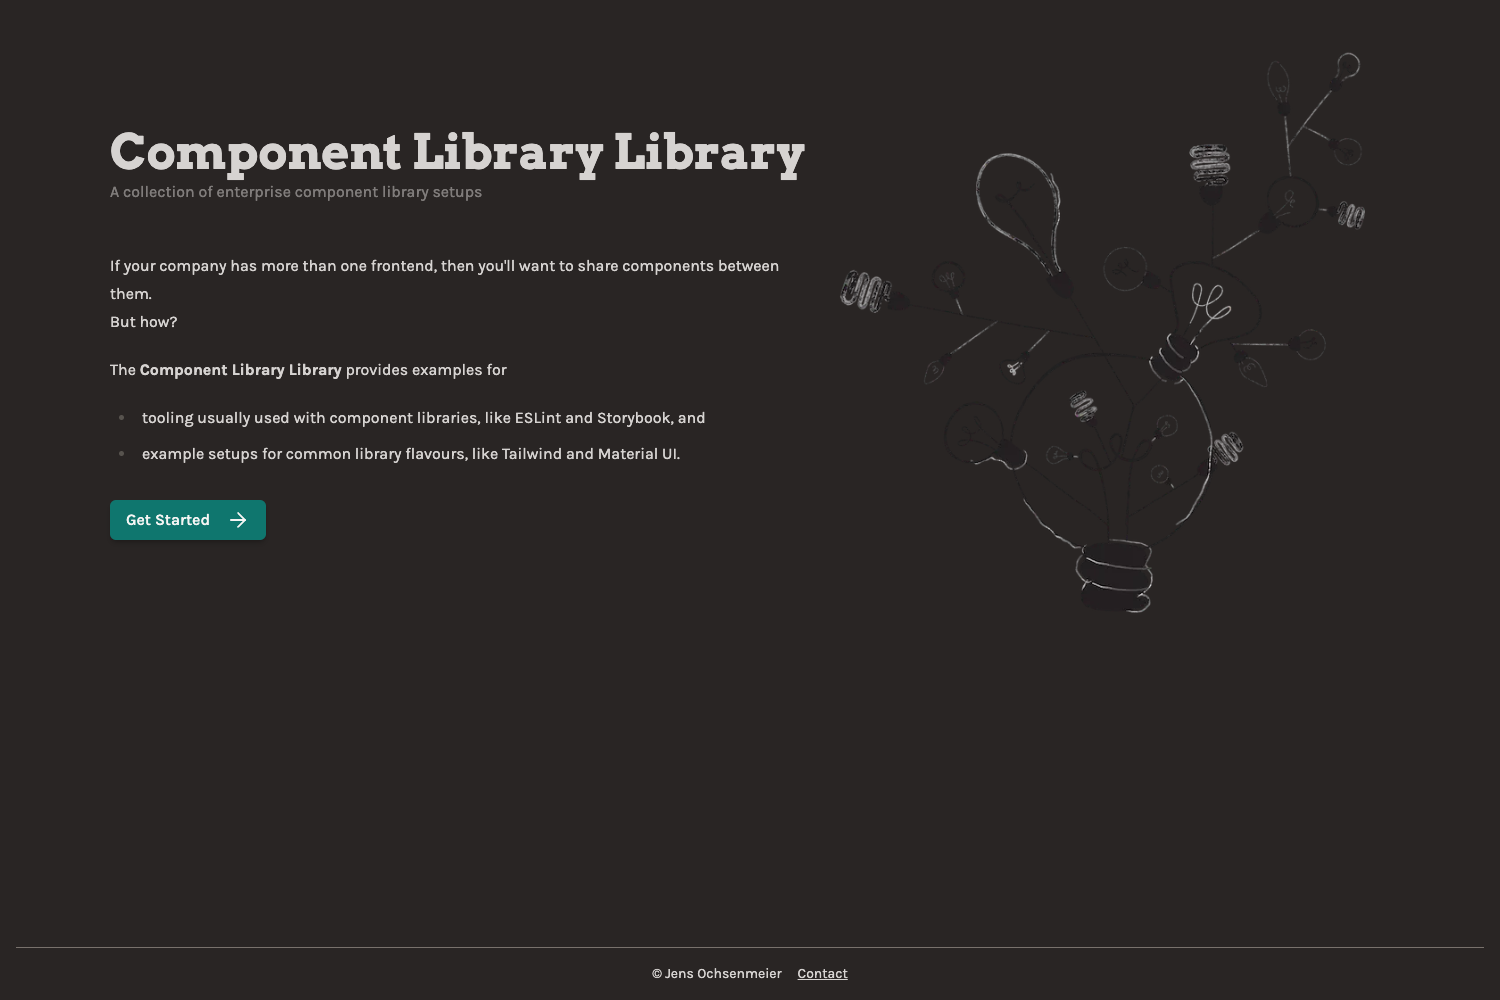 Component Library Library
A collection of enterprise component library setups
If your company has more than one frontend, then you'll want to share components between
them.
But how?
The Component Library Library provides examples for
tooling usually used with component libraries, like ESLint and Storybook, and
example setups for common library flavours, like Tailwind and Material UI.
Get Started
© Jens Ochsenmeier Contact